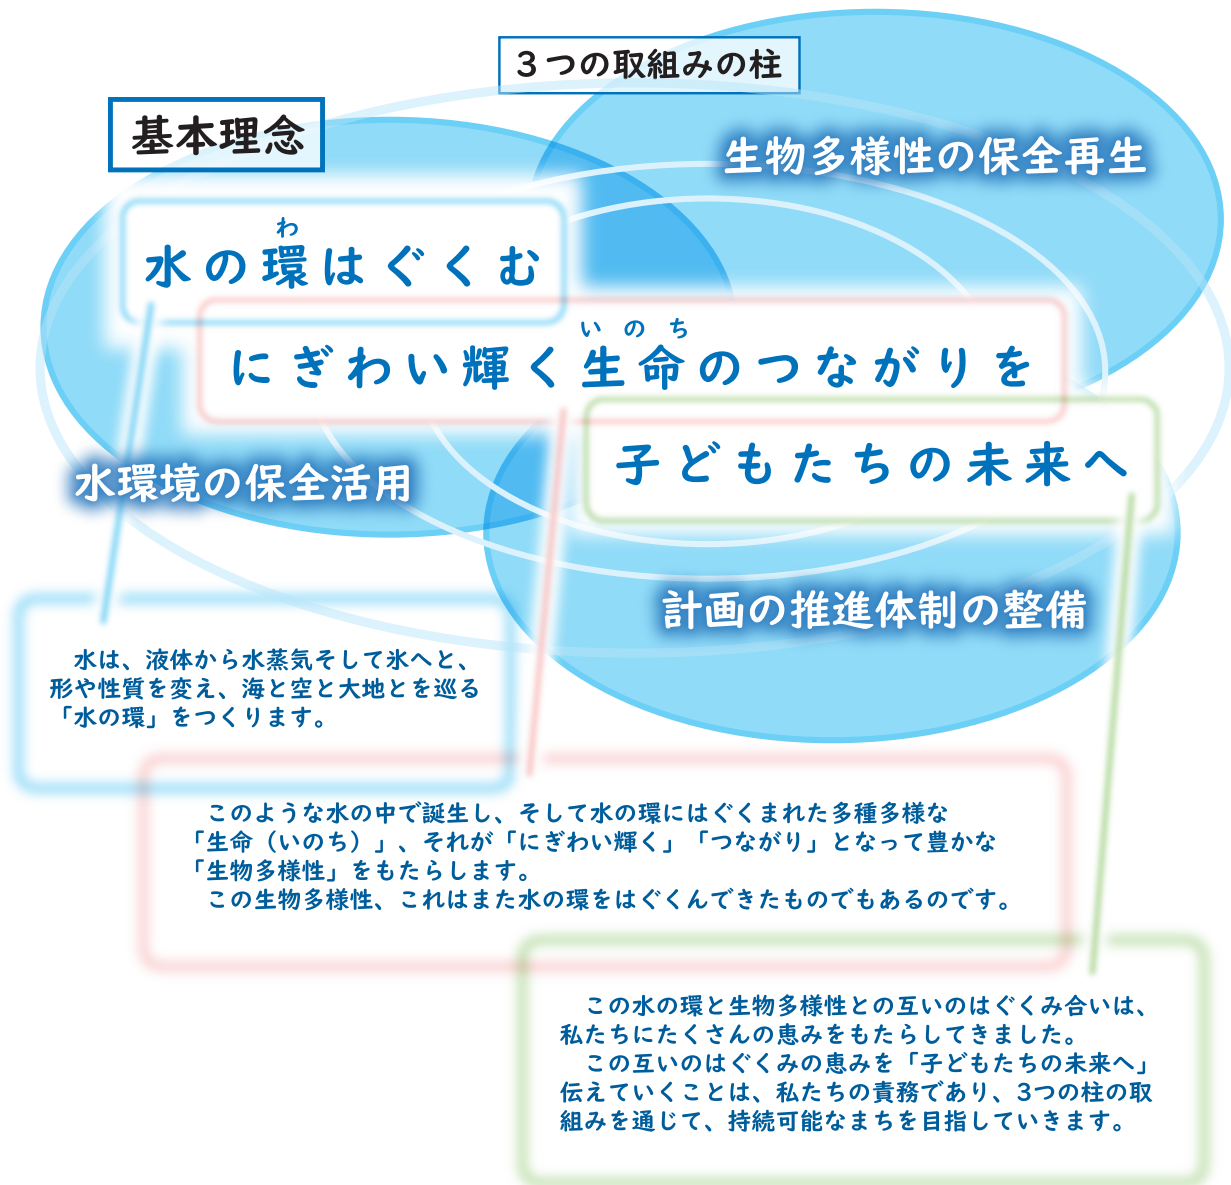 ３つの取組みの柱
基本理念
生物多様性の保全再生
わ
水の環はぐくむ
いのち
にぎわい輝く生命のつながりを
子どもたちの未来へ
水環境の保全活用
計画の推進体制の整備
水は、液体から水蒸気そして氷へと、
形や性質を変え、海と空と大地とを巡る
「水の環」をつくります。
このような水の中で誕生し、そして水の環にはぐくまれた多種多様な
「生命（いのち）」、それが「にぎわい輝く」「つながり」となって豊かな
「生物多様性」をもたらします。
この生物多様性、これはまた水の環をはぐくんできたものでもあるのです。
この水の環と生物多様性との互いのはぐくみ合いは、
私たちにたくさんの恵みをもたらしてきました。
この互いのはぐくみの恵みを「子どもたちの未来へ」
伝えていくことは、私たちの責務であり、3つの柱の取
組みを通じて、持続可能なまちを目指していきます。